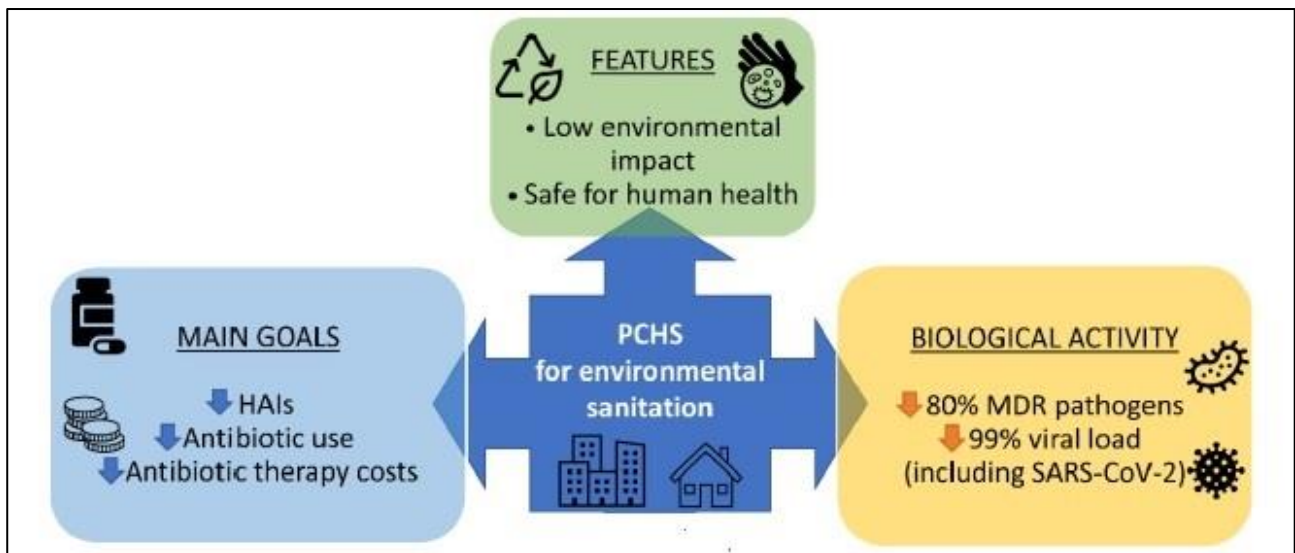 FEATURES
• Low environmental
impact
• Safe for human health
MAIN GOALS
HAIs
Antibiotic use
Antibiotic therapy costs
PCHS
for environmental
sanitation
BIOLOGICAL ACTIVITY
80% MDR pathogens
99% viral load
(including SARS-CoV-2)